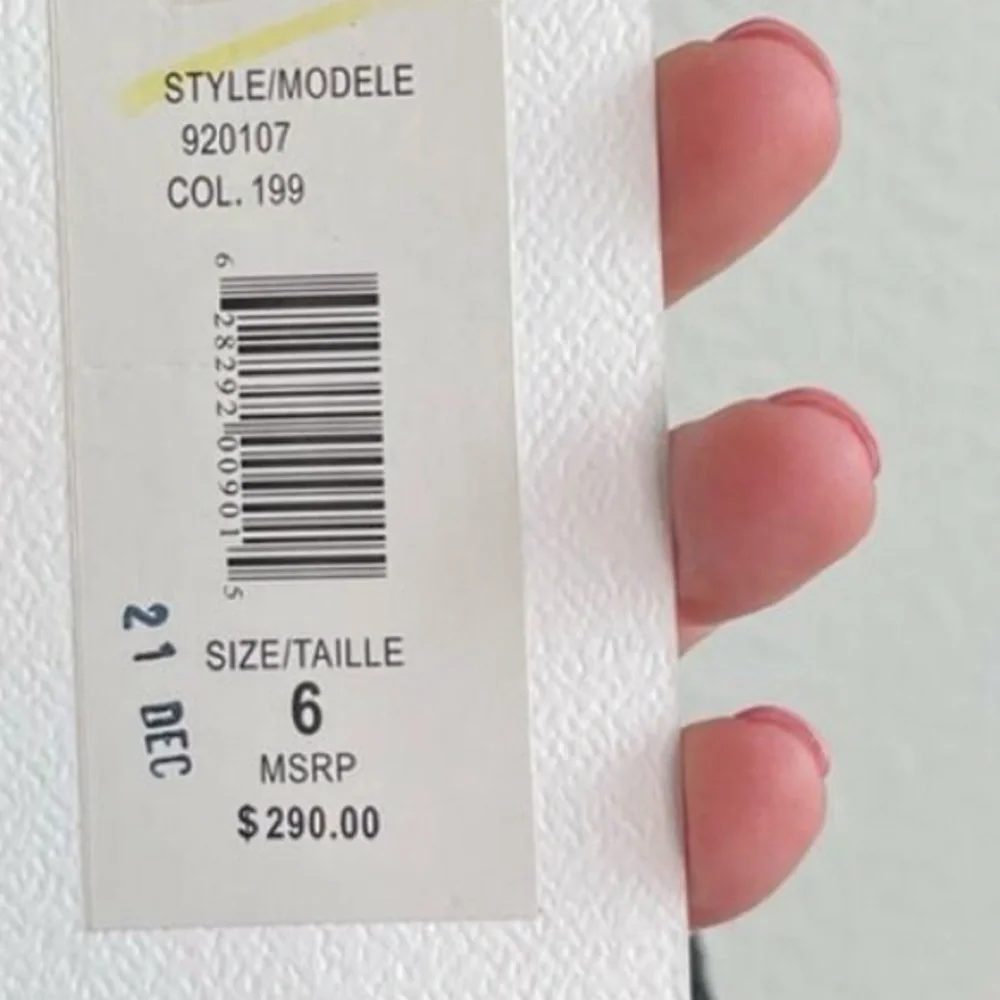 STYLE/MODELE
920107
COL. 199
6 28292 00901 5
21 DEC
SIZE/TAILLE
6
MSRP
$290.00